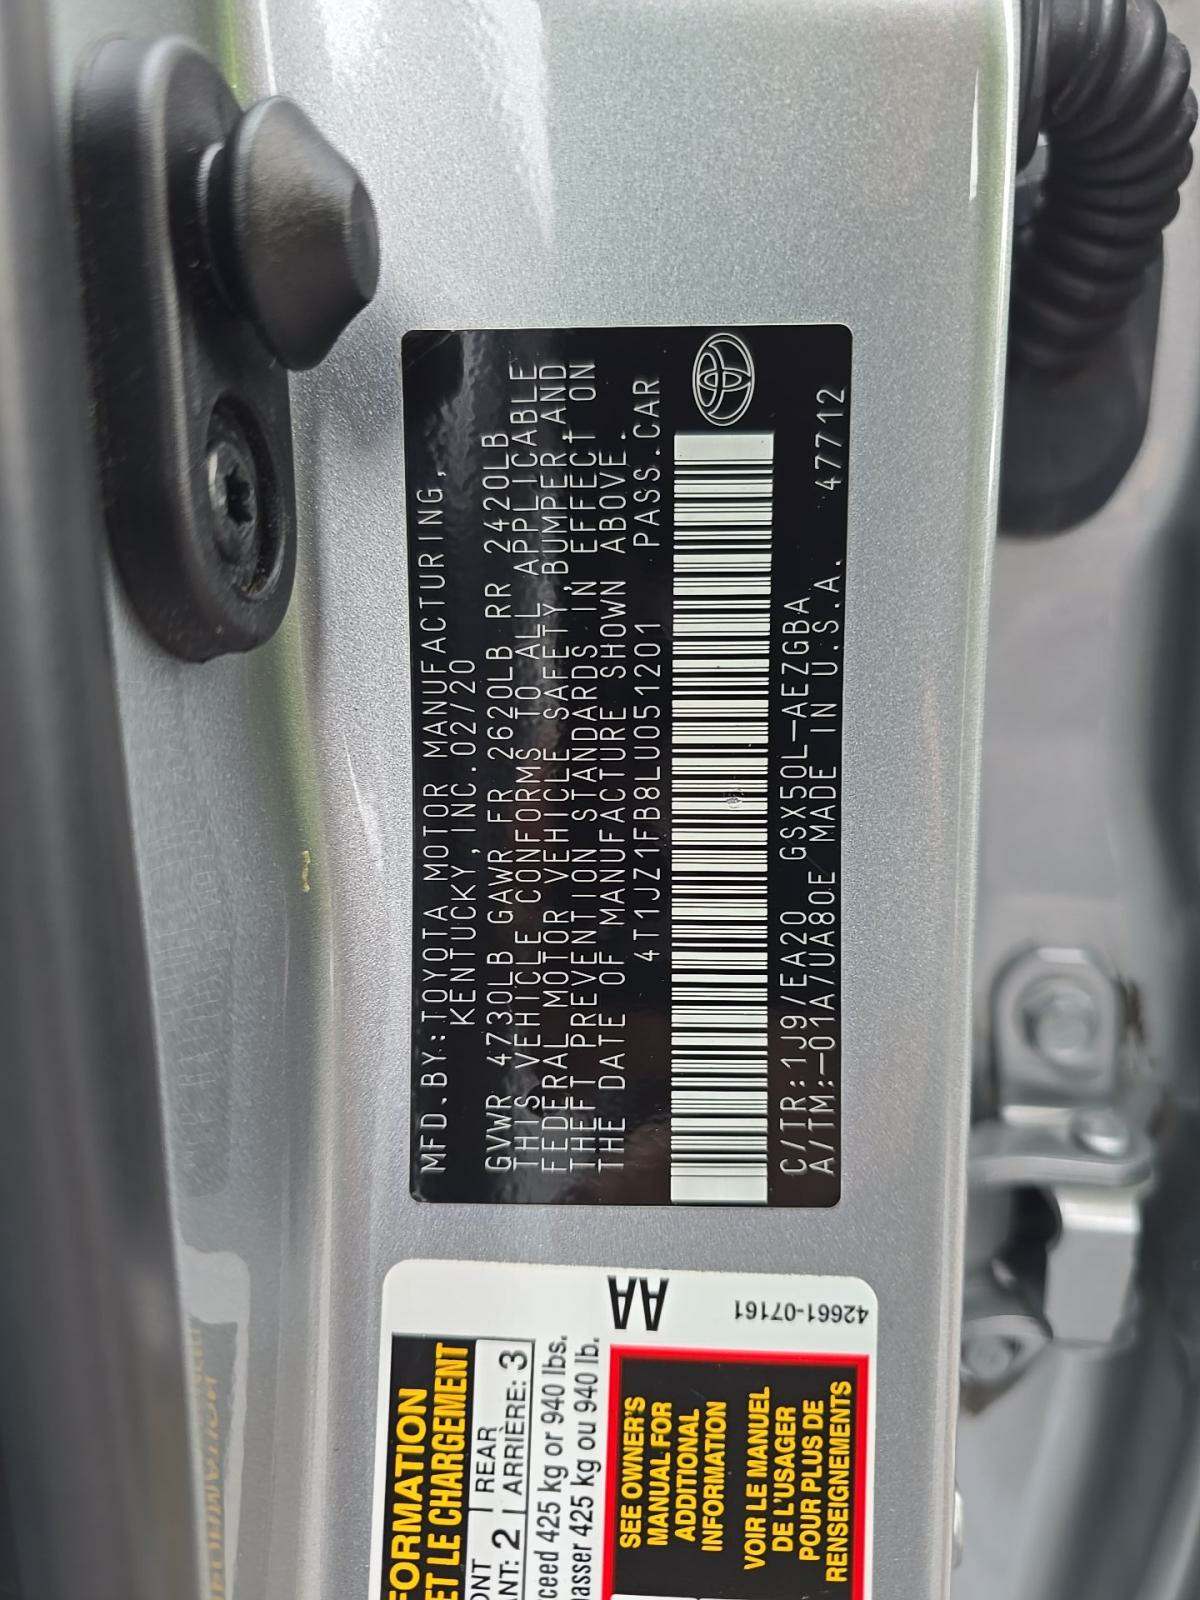 MFD.BY:TOYOTA MOTOR MANUFACTURING,
KENTUCKY,INC.02/20
GVWR 4730LB GAWR FR 2620LB RR 2420LB
THIS VEHICLE CONFORMS TO ALL APPLICABLE
FEDERAL MOTOR VEHICLE SAFETY,BUMPER,AND
THEFT PREVENTION STANDARDS IN EFFECT ON
THE DATE OF MANUFACTURE SHOWN ABOVE.
4T1JZ1FB8LU051201 PASS.CAR
C/TR:1J9/EA20 GSX50L-AEZGBA
A/TM:-01A/UA80E MADE IN U.S.A. 47712
AA
42661-07161
ET LE CHARGEMENT
REAR
2 ARRIÈRE: 3
425 kg or 940 lbs.
425 kg ou 940 lb.
SEE OWNER'S
MANUAL FOR
ADDITIONAL
INFORMATION
VOIR LE MANUEL
DE L'USAGER
POUR PLUS DE
RENSEIGNEMENTS